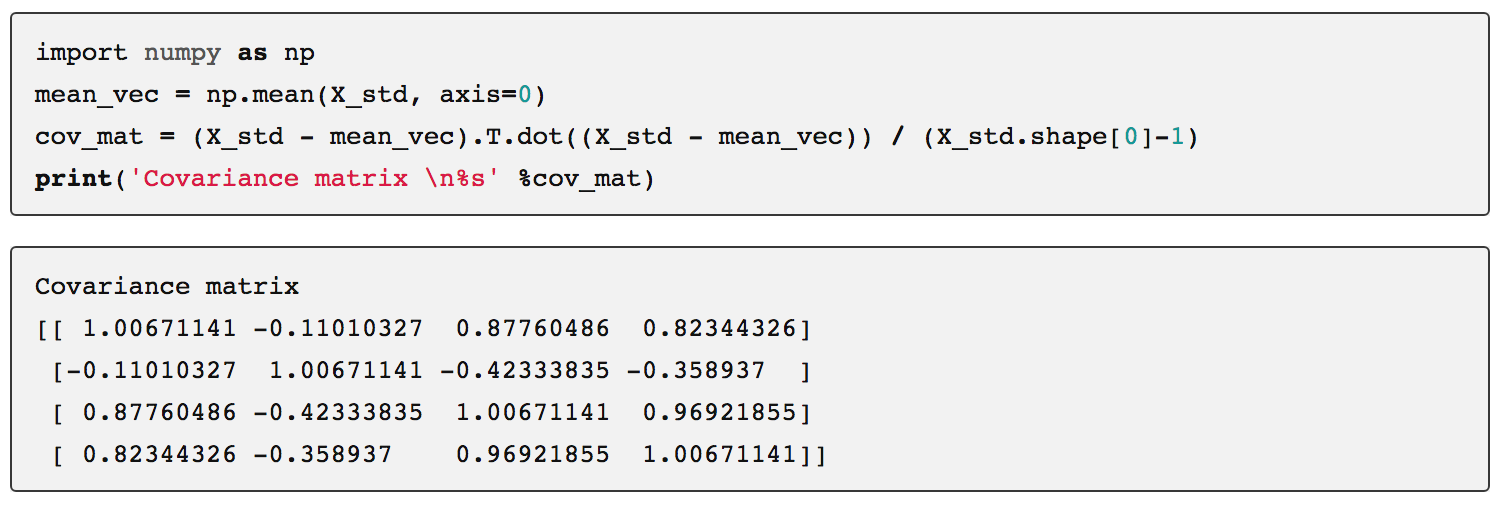 import numpy as np
mean_vec = np.mean(X_std, axis=0)
cov_mat = (X_std - mean_vec).T.dot((X_std - mean_vec)) / (X_std.shape[0]-1)
print('Covariance matrix \n%s' %cov_mat)
Covariance matrix
[[ 1.00671141 -0.11010327  0.87760486  0.82344326]
 [-0.11010327  1.00671141 -0.42333835 -0.358937  ]
 [ 0.87760486 -0.42333835  1.00671141  0.96921855]
 [ 0.82344326 -0.358937    0.96921855  1.00671141]]